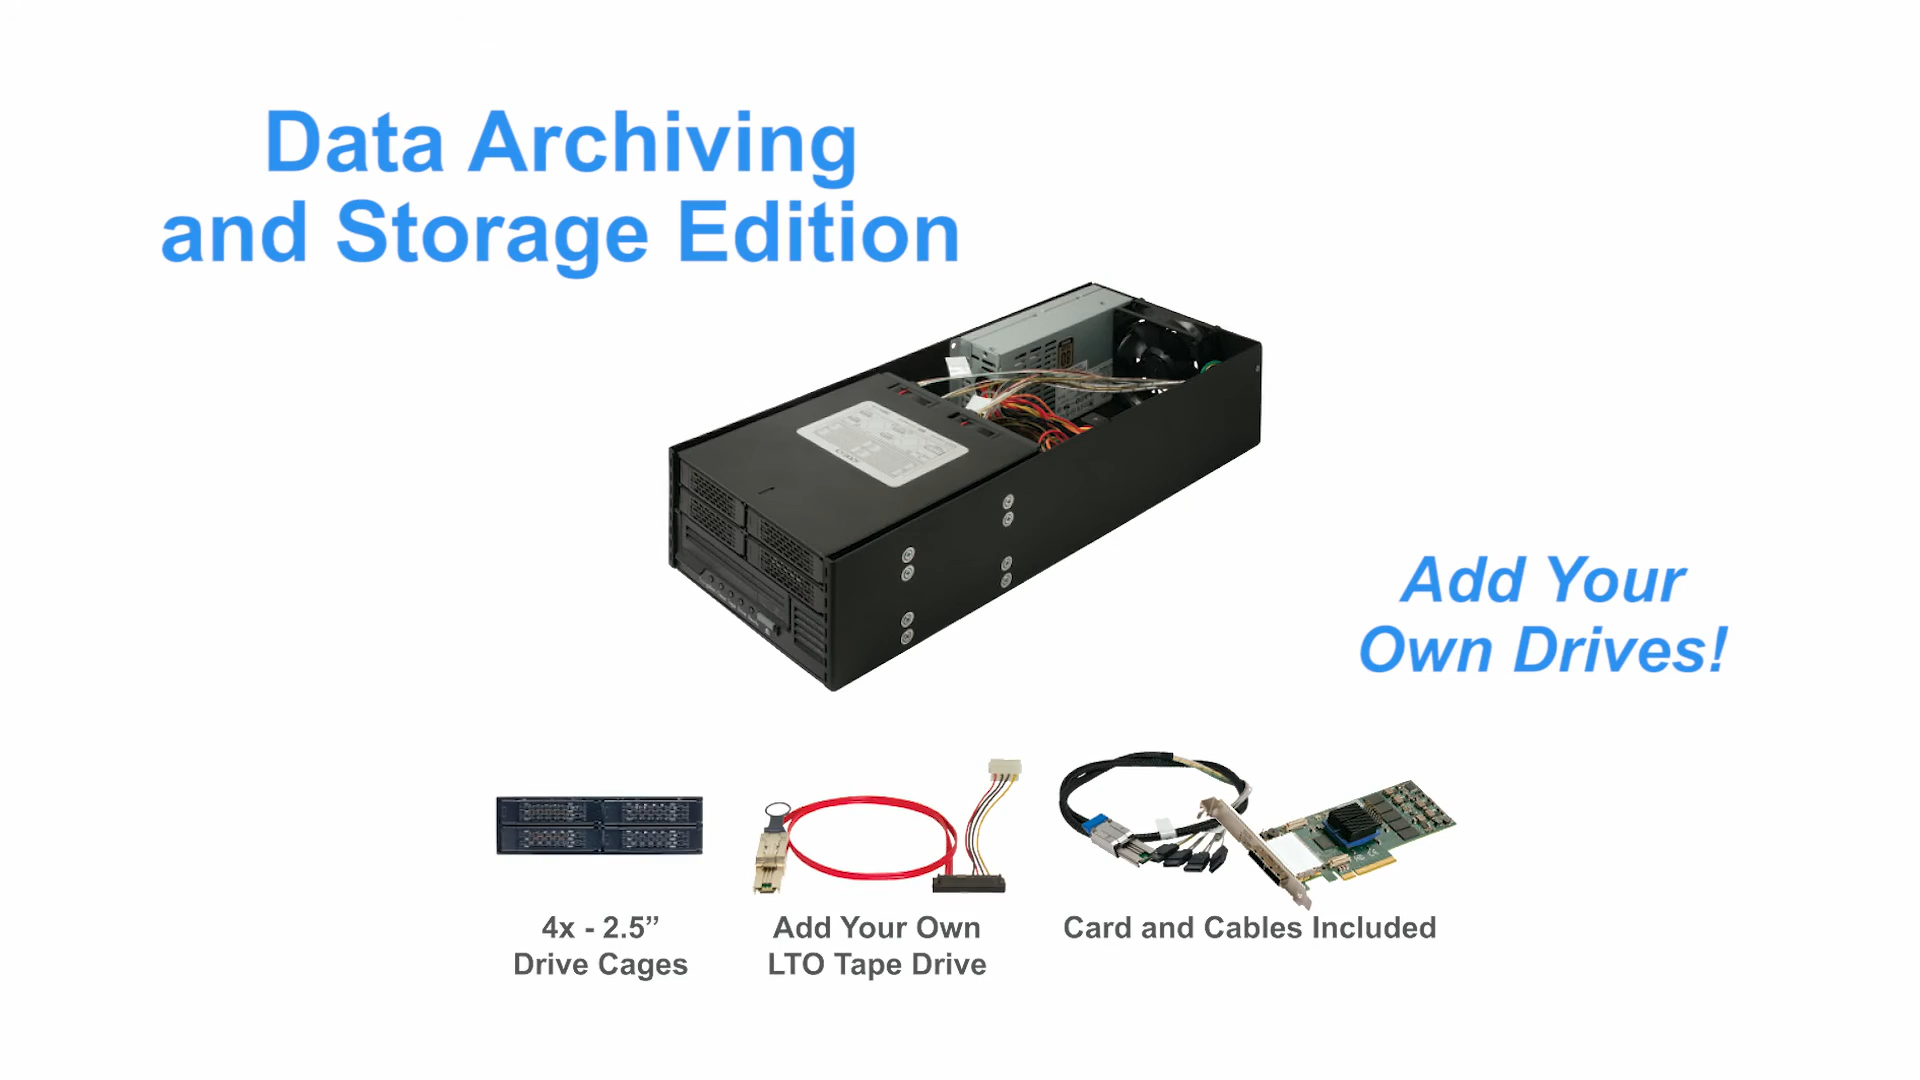 Data Archiving
and Storage Edition
Add Your
Own Drives!
4x - 2.5”
Drive Cages
Add Your Own
LTO Tape Drive
Card and Cables Included